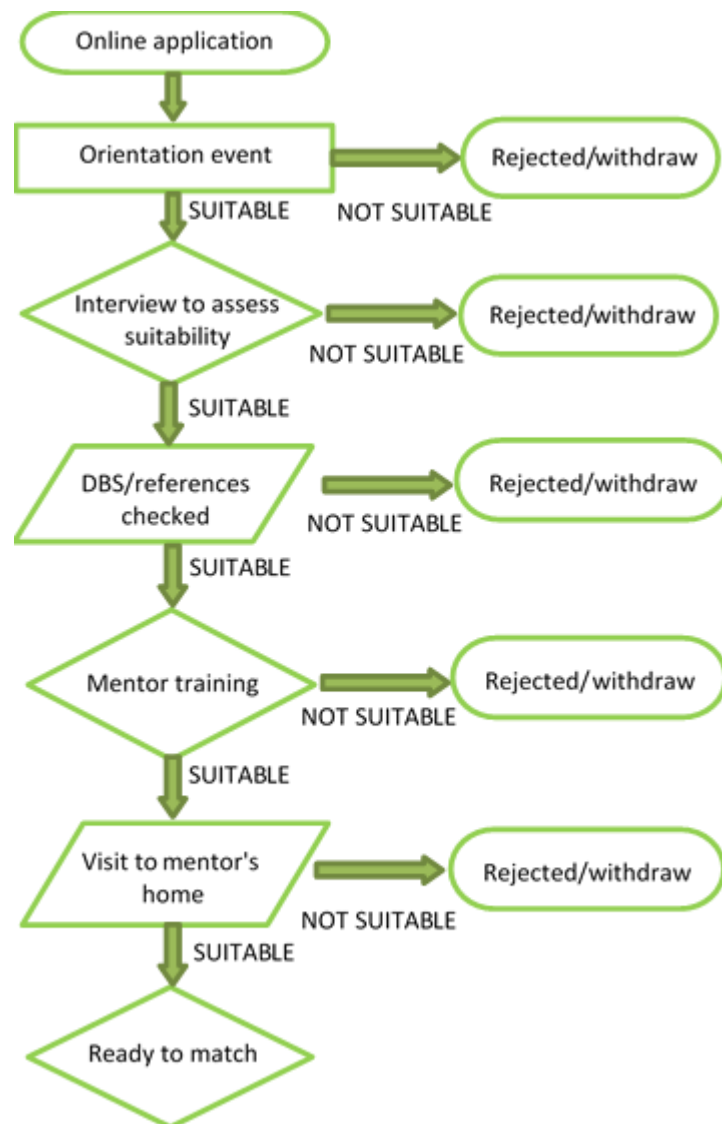 Online application
Orientation event
Rejected/withdraw
SUITABLE
NOT SUITABLE
Interview to assess
suitability
Rejected/withdraw
NOT SUITABLE
SUITABLE
DBS/references
checked
Rejected/withdraw
NOT SUITABLE
SUITABLE
Mentor training
Rejected/withdraw
NOT SUITABLE
SUITABLE
Visit to mentor's
home
Rejected/withdraw
NOT SUITABLE
SUITABLE
Ready to match